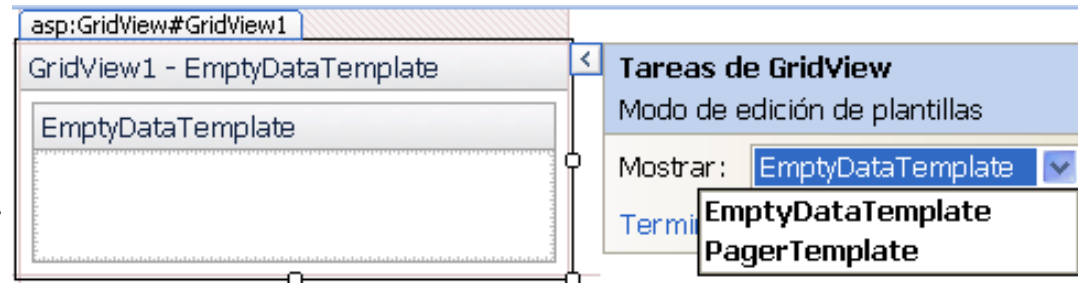 asp:GridView#GridView1
GridView1 - EmptyDataTemplate
EmptyDataTemplate
Tareas de GridView
Modo de edición de plantillas
Mostrar: EmptyDataTemplate
EmptyDataTemplate
PagerTemplate